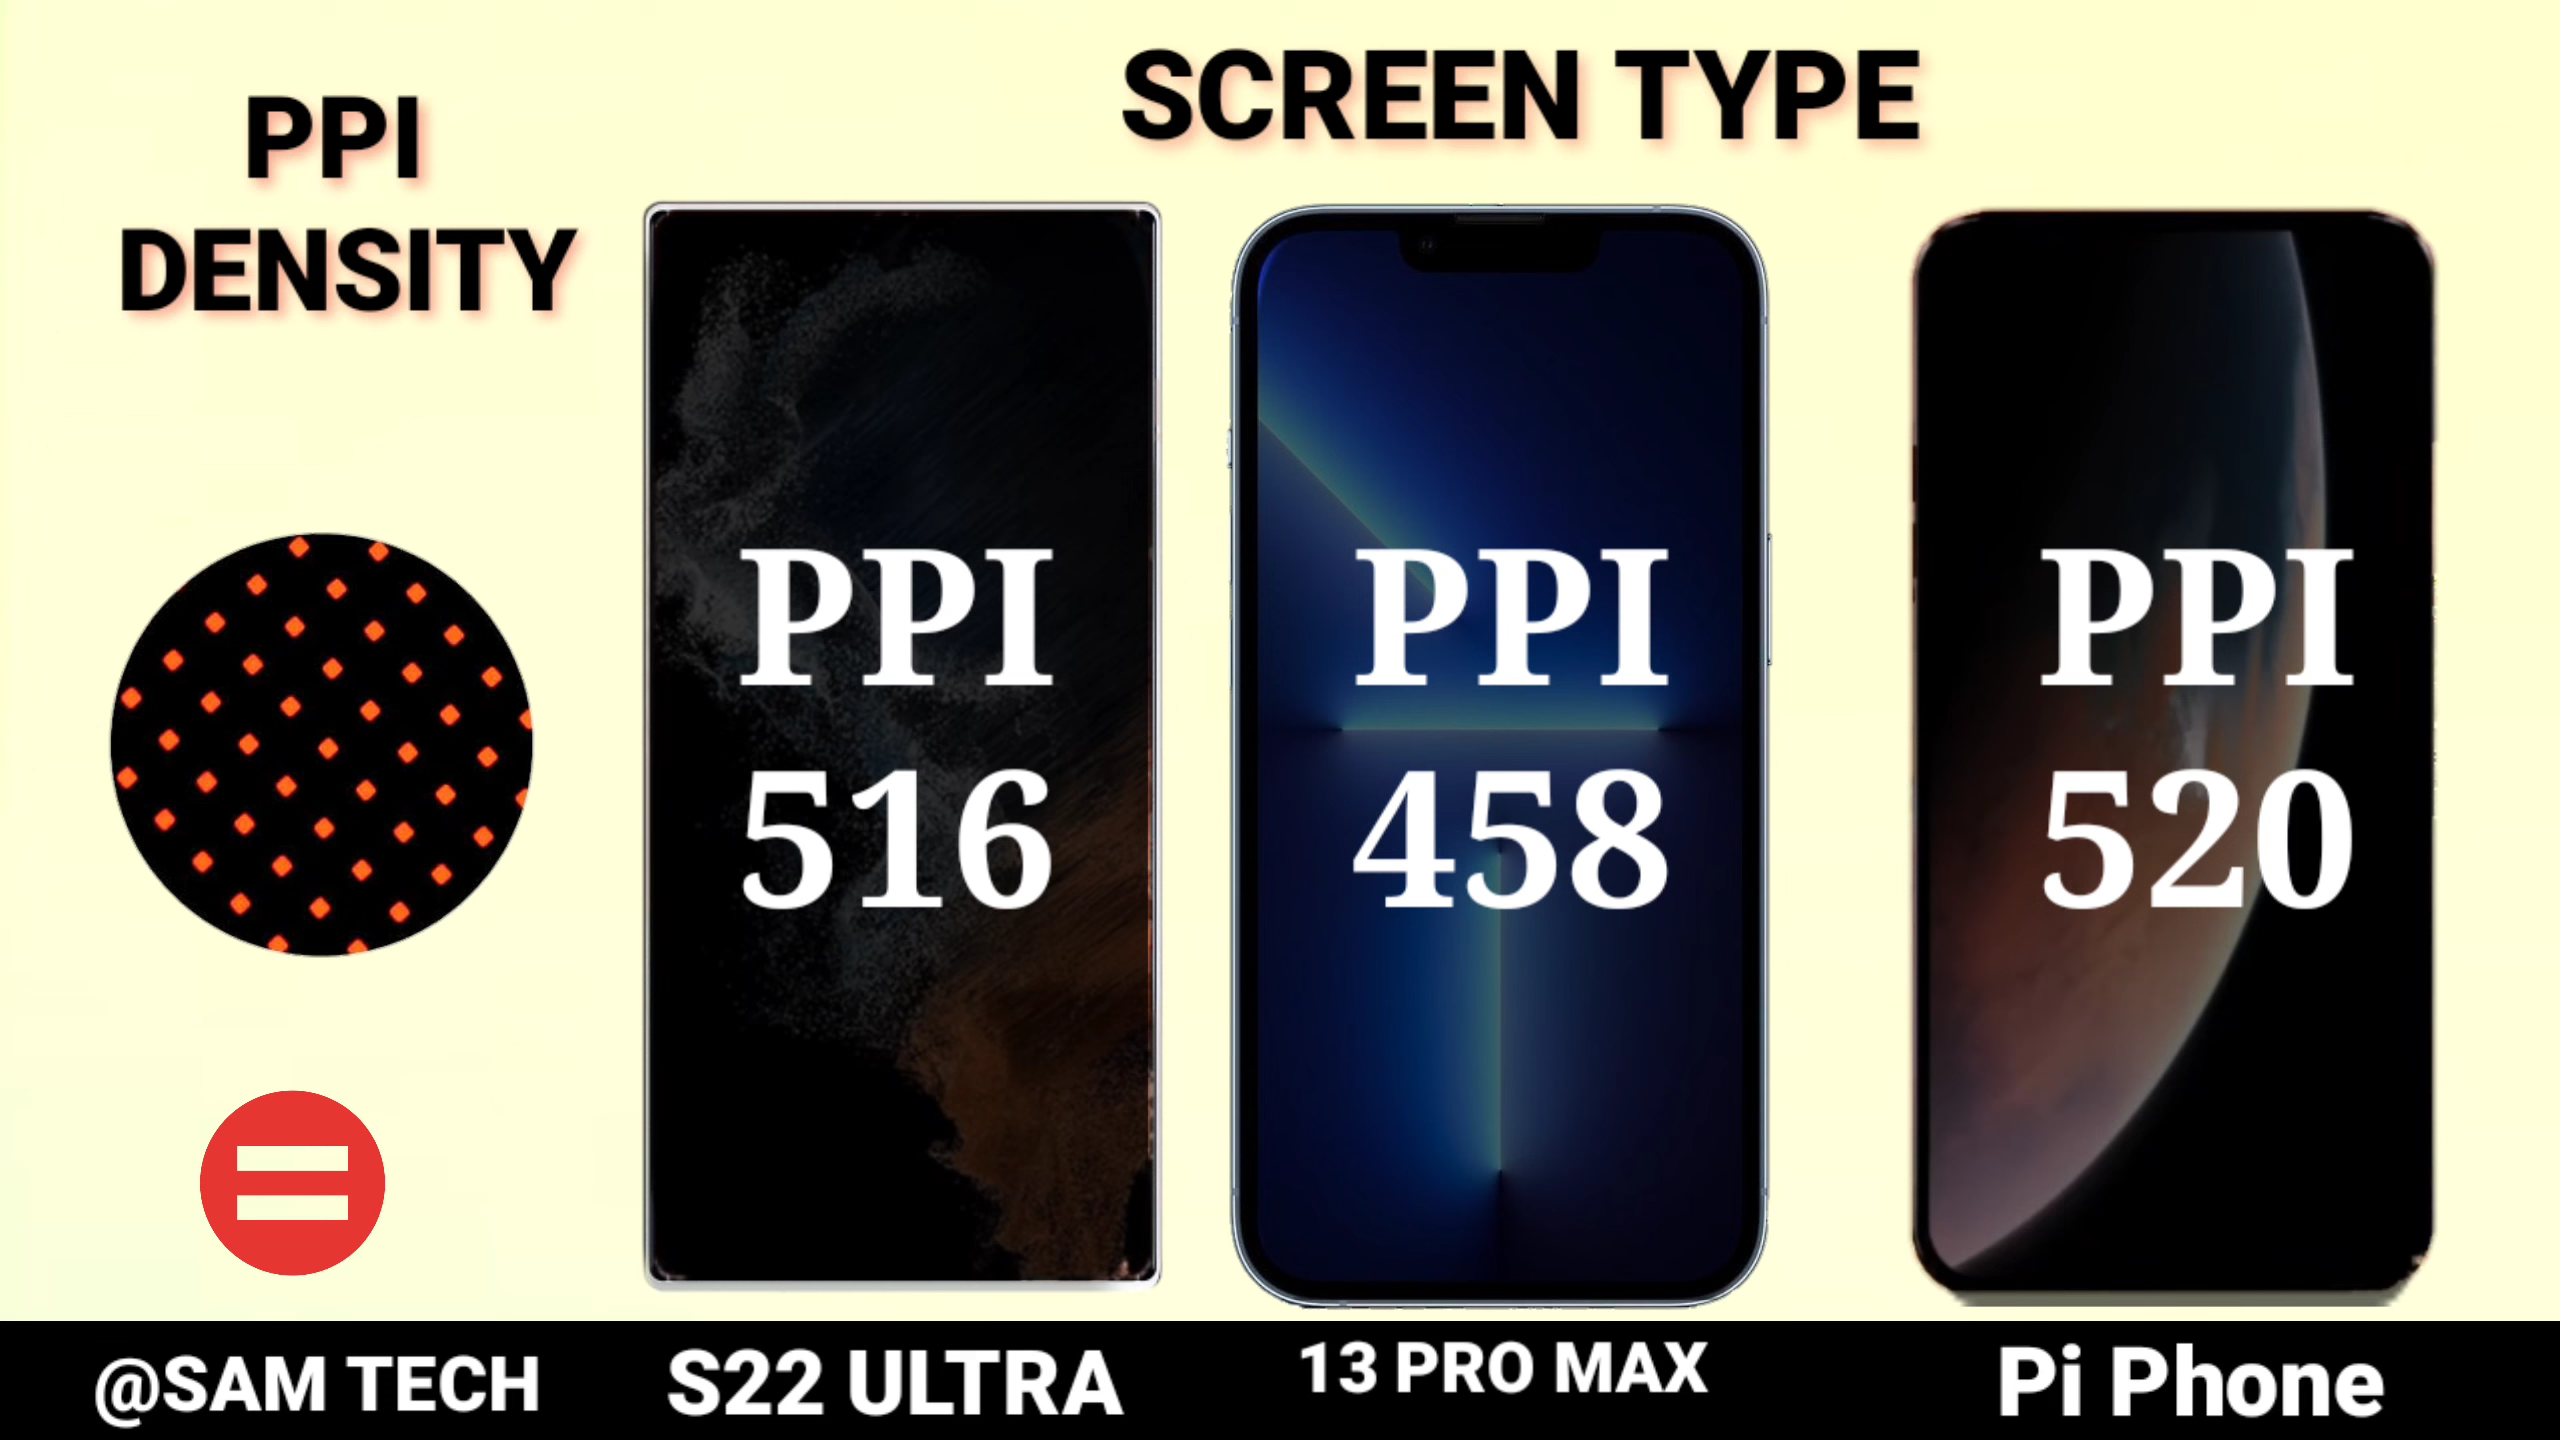 SCREEN TYPE
PPI
DENSITY
PPI
516
PPI
458
PPI
520
@SAM TECH
S22 ULTRA
13 PRO MAX
Pi Phone